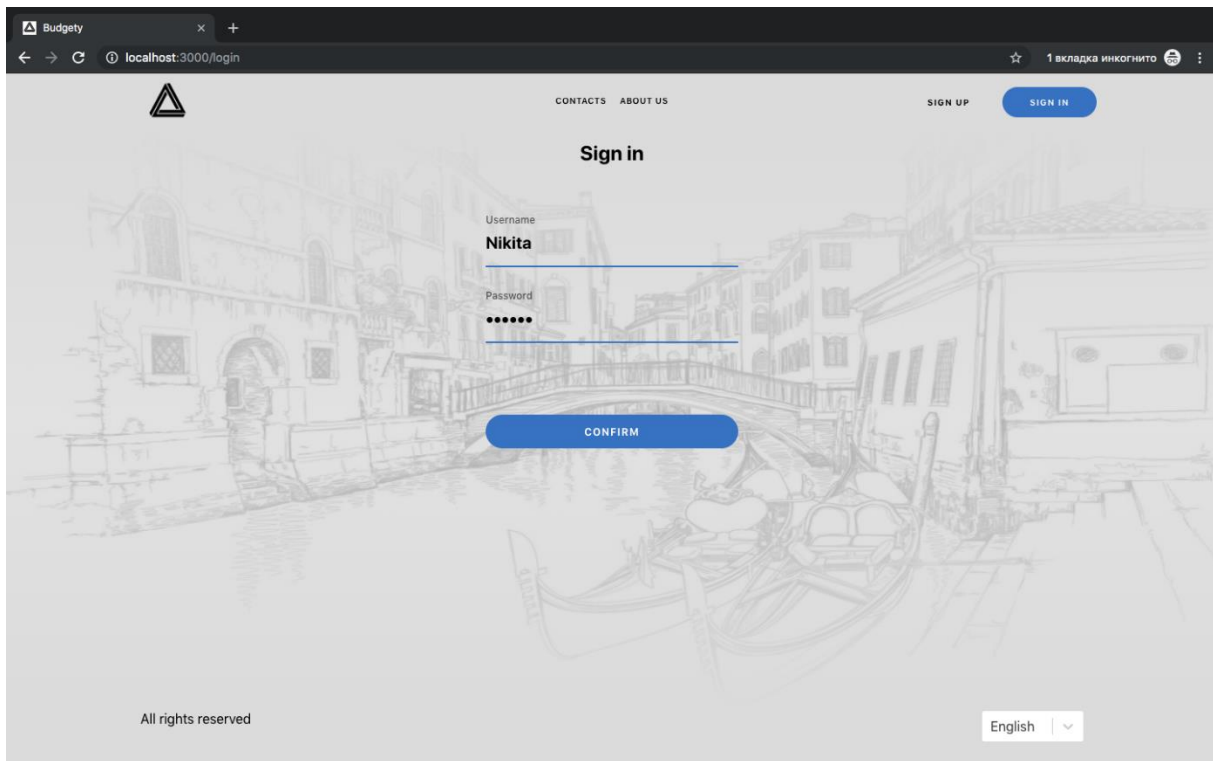 Budgety
localhost:3000/login
1 вкладка инкогнито
CONTACTS ABOUT US SIGN UP SIGN IN
Sign in
Username
Nikita
Password
••••••
CONFIRM
All rights reserved
English